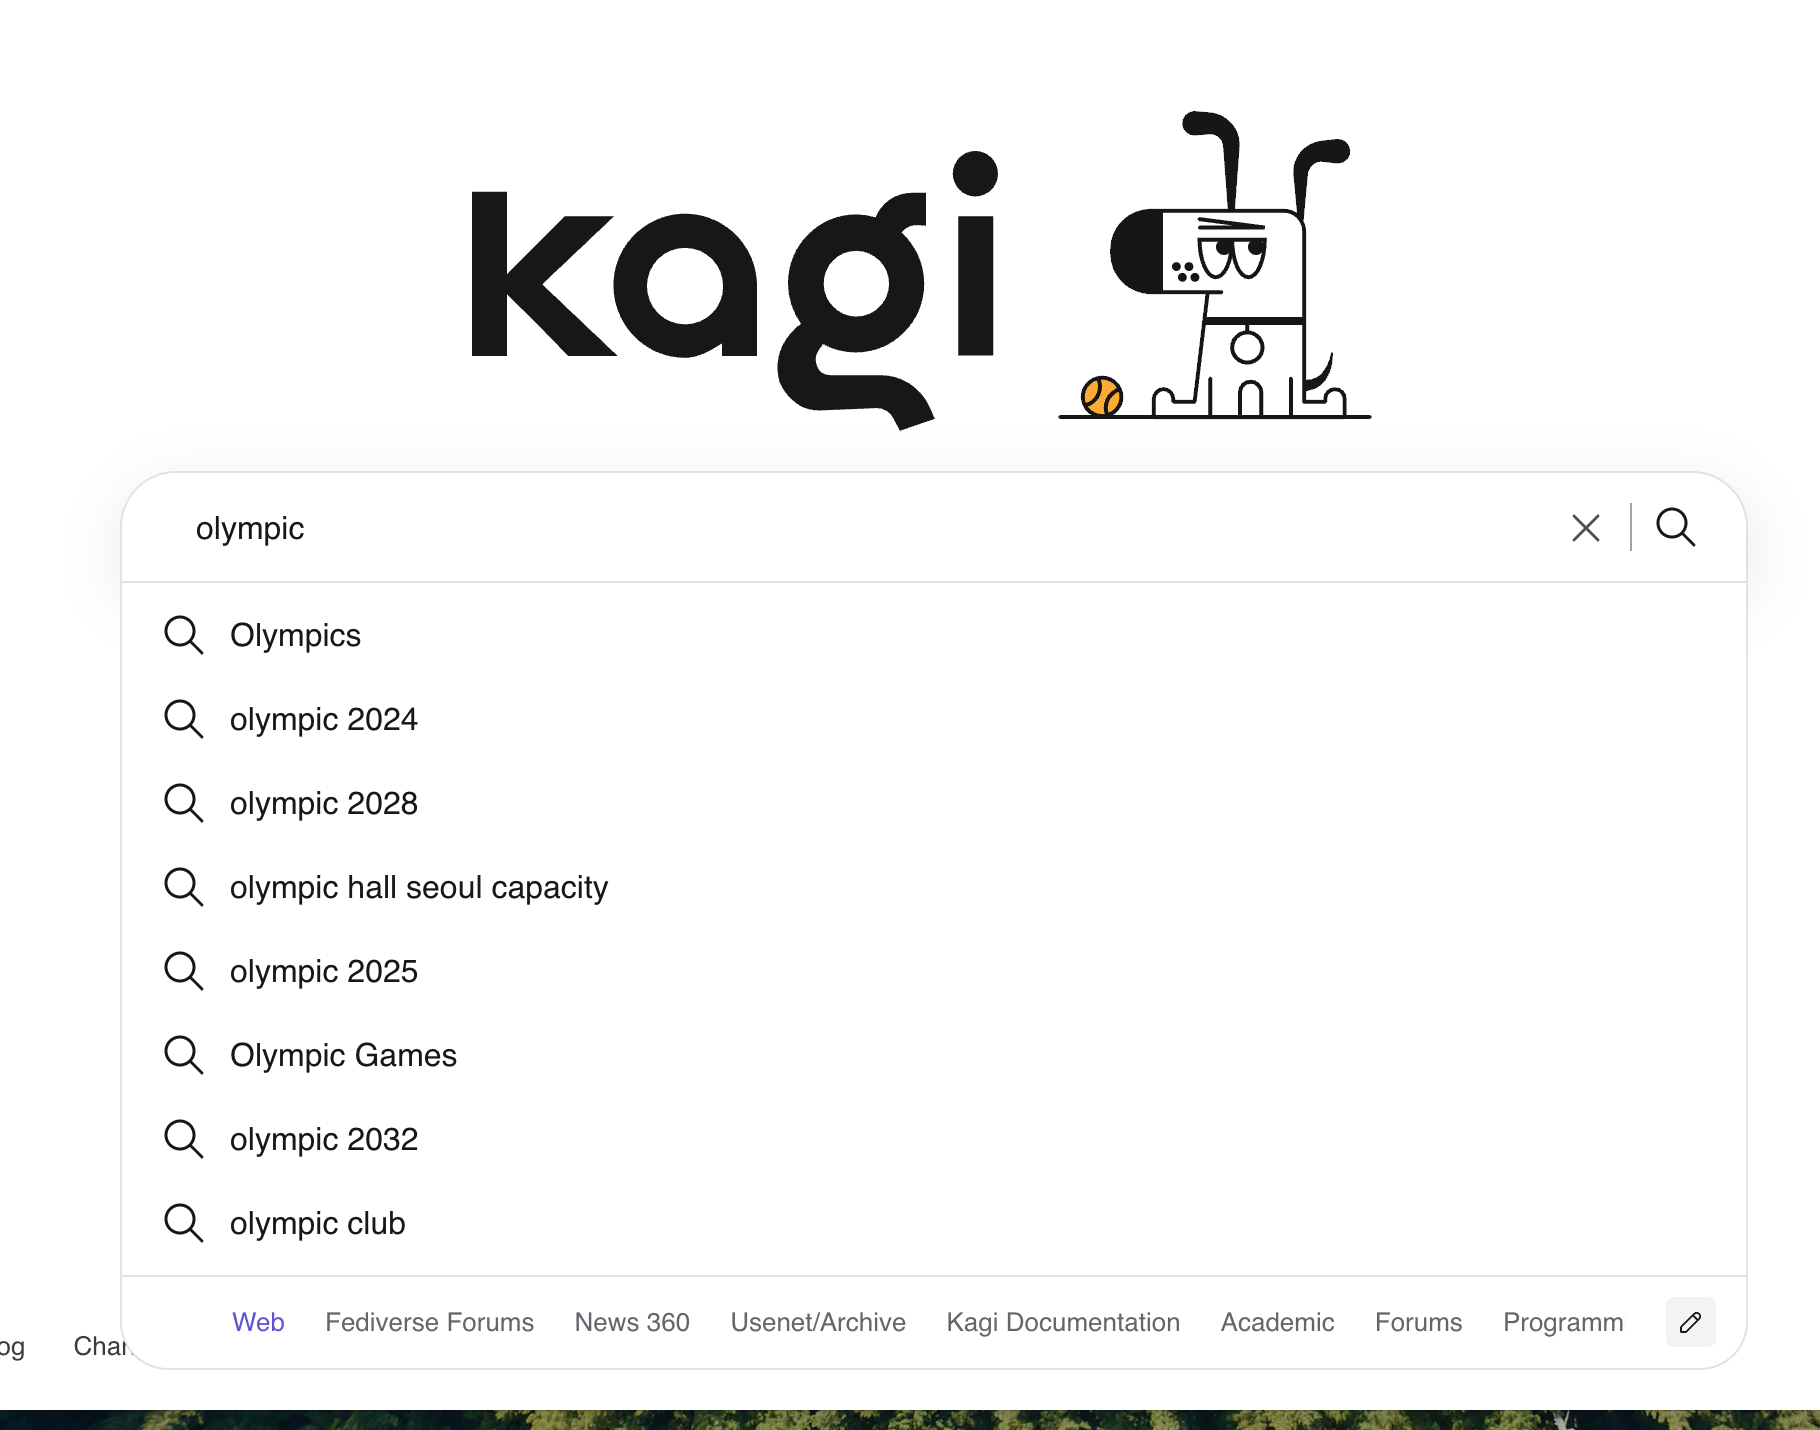 kagi
olympic
Olympics
olympic 2024
olympic 2028
olympic hall seoul capacity
olympic 2025
Olympic Games
olympic 2032
olympic club
Web Fediverse Forums News 360 Usenet/Archive Kagi Documentation Academic Forums Programm
og Chan